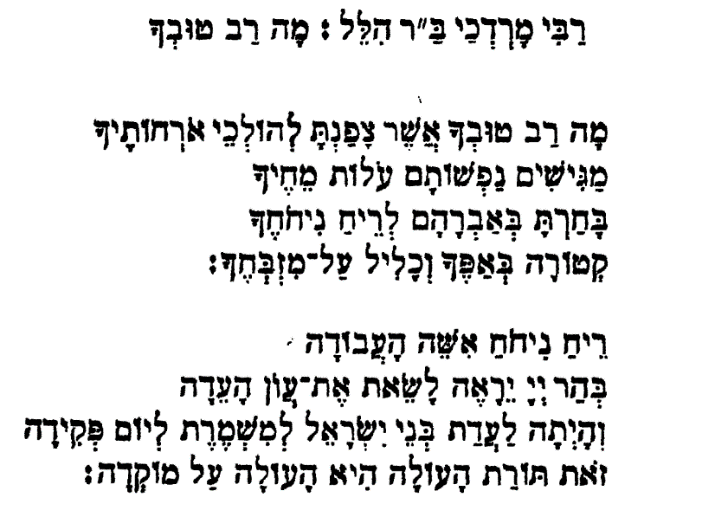 רַבִּי מָרְדְּכַי בַּ״ר הִלֵּל : מָה רַב טוּבְךָ
מָה רַב טוּבְךָ אֲשֶׁר צָפַנְתָּ לְהוֹלְכֵי אֹרְחוֹתֶיךָ
מַגִּישִׁים נַפְשׁוֹתָם עֹלוֹת מֵחֶיךָ
בָּחַרְתָּ בְּאַבְרָהָם לְרֵיחַ נִיחֹחֶךָ
קְטוֹרָה בְּאַפֶּךָ וְכָלִיל עַל־מִזְבְּחֶךָ:
רֵיחַ נִיחֹחַ אִשֵּׁה הָעֲבוֹדָה
בְּהַר יְיָ יֵרָאֶה לָשֵׂאת אֶת־עֲוֹן הָעֵדָה
וְהָיְתָה לַעֲדַת בְּנֵי יִשְׂרָאֵל לְמִשְׁמֶרֶת לְיוֹם פְּקִידָה
זֹאת תּוֹרַת הָעוֹלָה הִיא הָעוֹלָה עַל מוֹקְדָה: